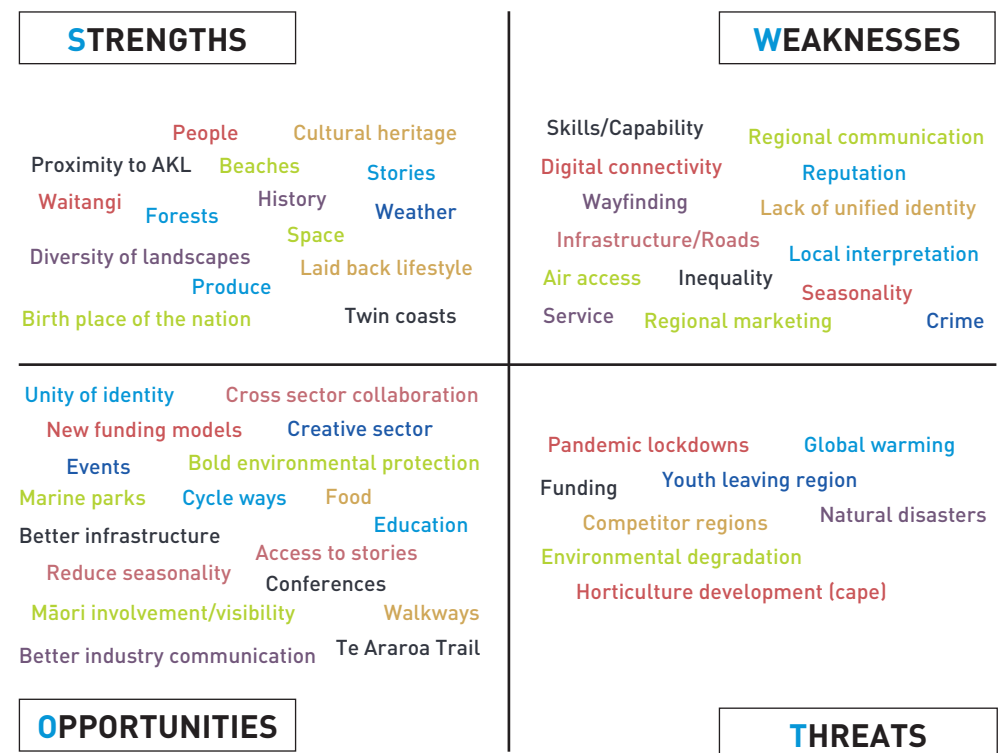 STRENGTHS
People
Cultural heritage
Proximity to AKL
Beaches
Stories
Waitangi
Forests
History
Weather
Space
Diversity of landscapes
Laid back lifestyle
Produce
Birth place of the nation
Twin coasts
WEAKNESSES
Skills/Capability
Regional communication
Digital connectivity
Reputation
Wayfinding
Lack of unified identity
Infrastructure/Roads
Local interpretation
Air access
Inequality
Seasonality
Service
Regional marketing
Crime
Unity of identity
Cross sector collaboration
New funding models
Creative sector
Events
Bold environmental protection
Marine parks
Cycle ways
Food
Education
Better infrastructure
Access to stories
Reduce seasonality
Conferences
Māori involvement/visibility
Walkways
Te Araroa Trail
Better industry communication
OPPORTUNITIES
Pandemic lockdowns
Global warming
Funding
Youth leaving region
Competitor regions
Natural disasters
Environmental degradation
Horticulture development (cape)
THREATS